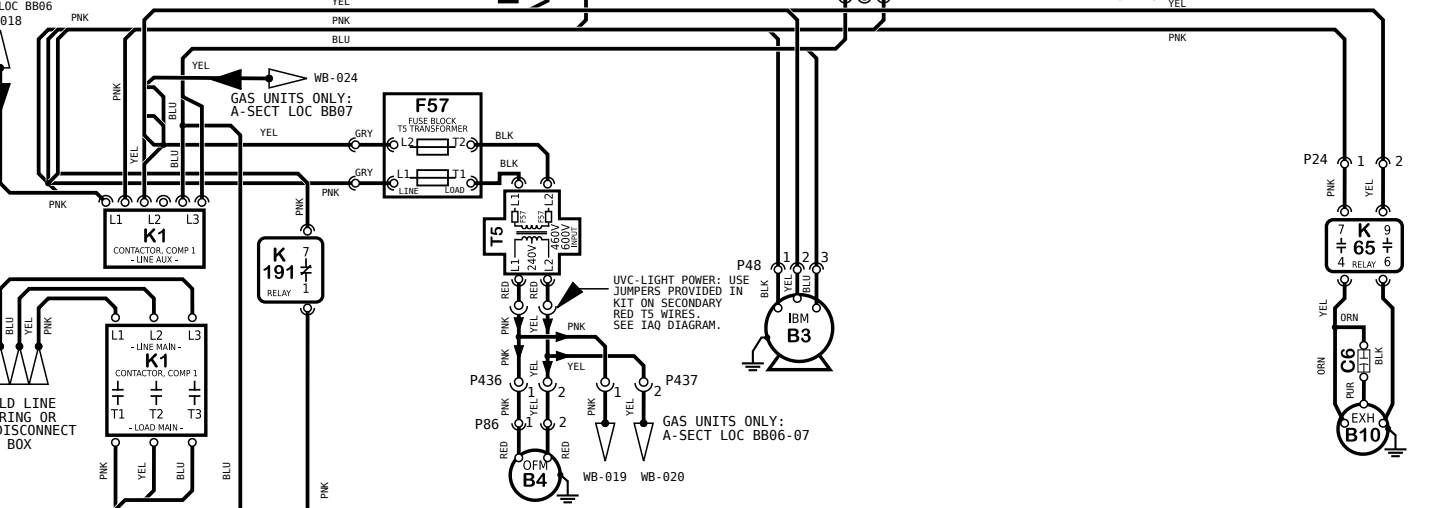 LOC BB06
-018
PNK
YEL
PNK
BLU
YEL
PNK
YEL
WB-024
GAS UNITS ONLY:
A-SECT LOC BB07
PNK
BLU
YEL
BLU
YEL
GRY
GRY
PNK
F57
FUSE BLOCK
T5 TRANSFORMER
L2
T2
L1
T1
LINE
LOAD
BLK
BLK
PNK
PNK
L1
L2
L3
K1
CONTACTOR, COMP 1
- LINE AUX -
K
191
7
1
RELAY
T5
L1
L2
F57
F57
460V
600V
INPUT
240V
L1
L2
RED
RED
UVC-LIGHT POWER: USE
JUMPERS PROVIDED IN
KIT ON SECONDARY
RED T5 WIRES.
SEE IAQ DIAGRAM.
PNK
YEL
PNK
PNK
YEL
YEL
P436
1
2
P437
1
2
PNK
YEL
PNK
YEL
P86
1
2
RED
RED
OFM
B4
GAS UNITS ONLY:
A-SECT LOC BB06-07
WB-019
WB-020
P48
1
2
3
BLK
YEL
BLU
IBM
B3
P24
1
2
PNK
YEL
7
9
K
65
4
RELAY
6
YEL
ORN
ORN
C6
BLK
PUR
EXH
B10
BLU
YEL
PNK
L1
L2
L3
- LINE MAIN -
K1
CONTACTOR, COMP 1
T1
T2
T3
- LOAD MAIN -
LD LINE
RING OR
DISCONNECT
BOX
PNK
YEL
BLU
BLU
PNK